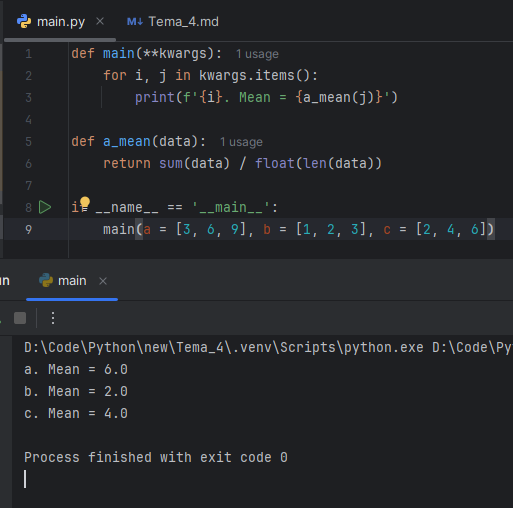 main.py × M↓ Tema_4.md
1 def main(**kwargs): 1 usage
2 for i, j in kwargs.items():
3 print(f'{i}. Mean = {a_mean(j)}')
4
5 def a_mean(data): 1 usage
6 return sum(data) / float(len(data))
7
8 if __name__ == '__main__':
9 main(a = [3, 6, 9], b = [1, 2, 3], c = [2, 4, 6])
un main ×
D:\Code\Python\new\Tema_4\.venv\Scripts\python.exe D:\Code\Py
a. Mean = 6.0
b. Mean = 2.0
c. Mean = 4.0
Process finished with exit code 0